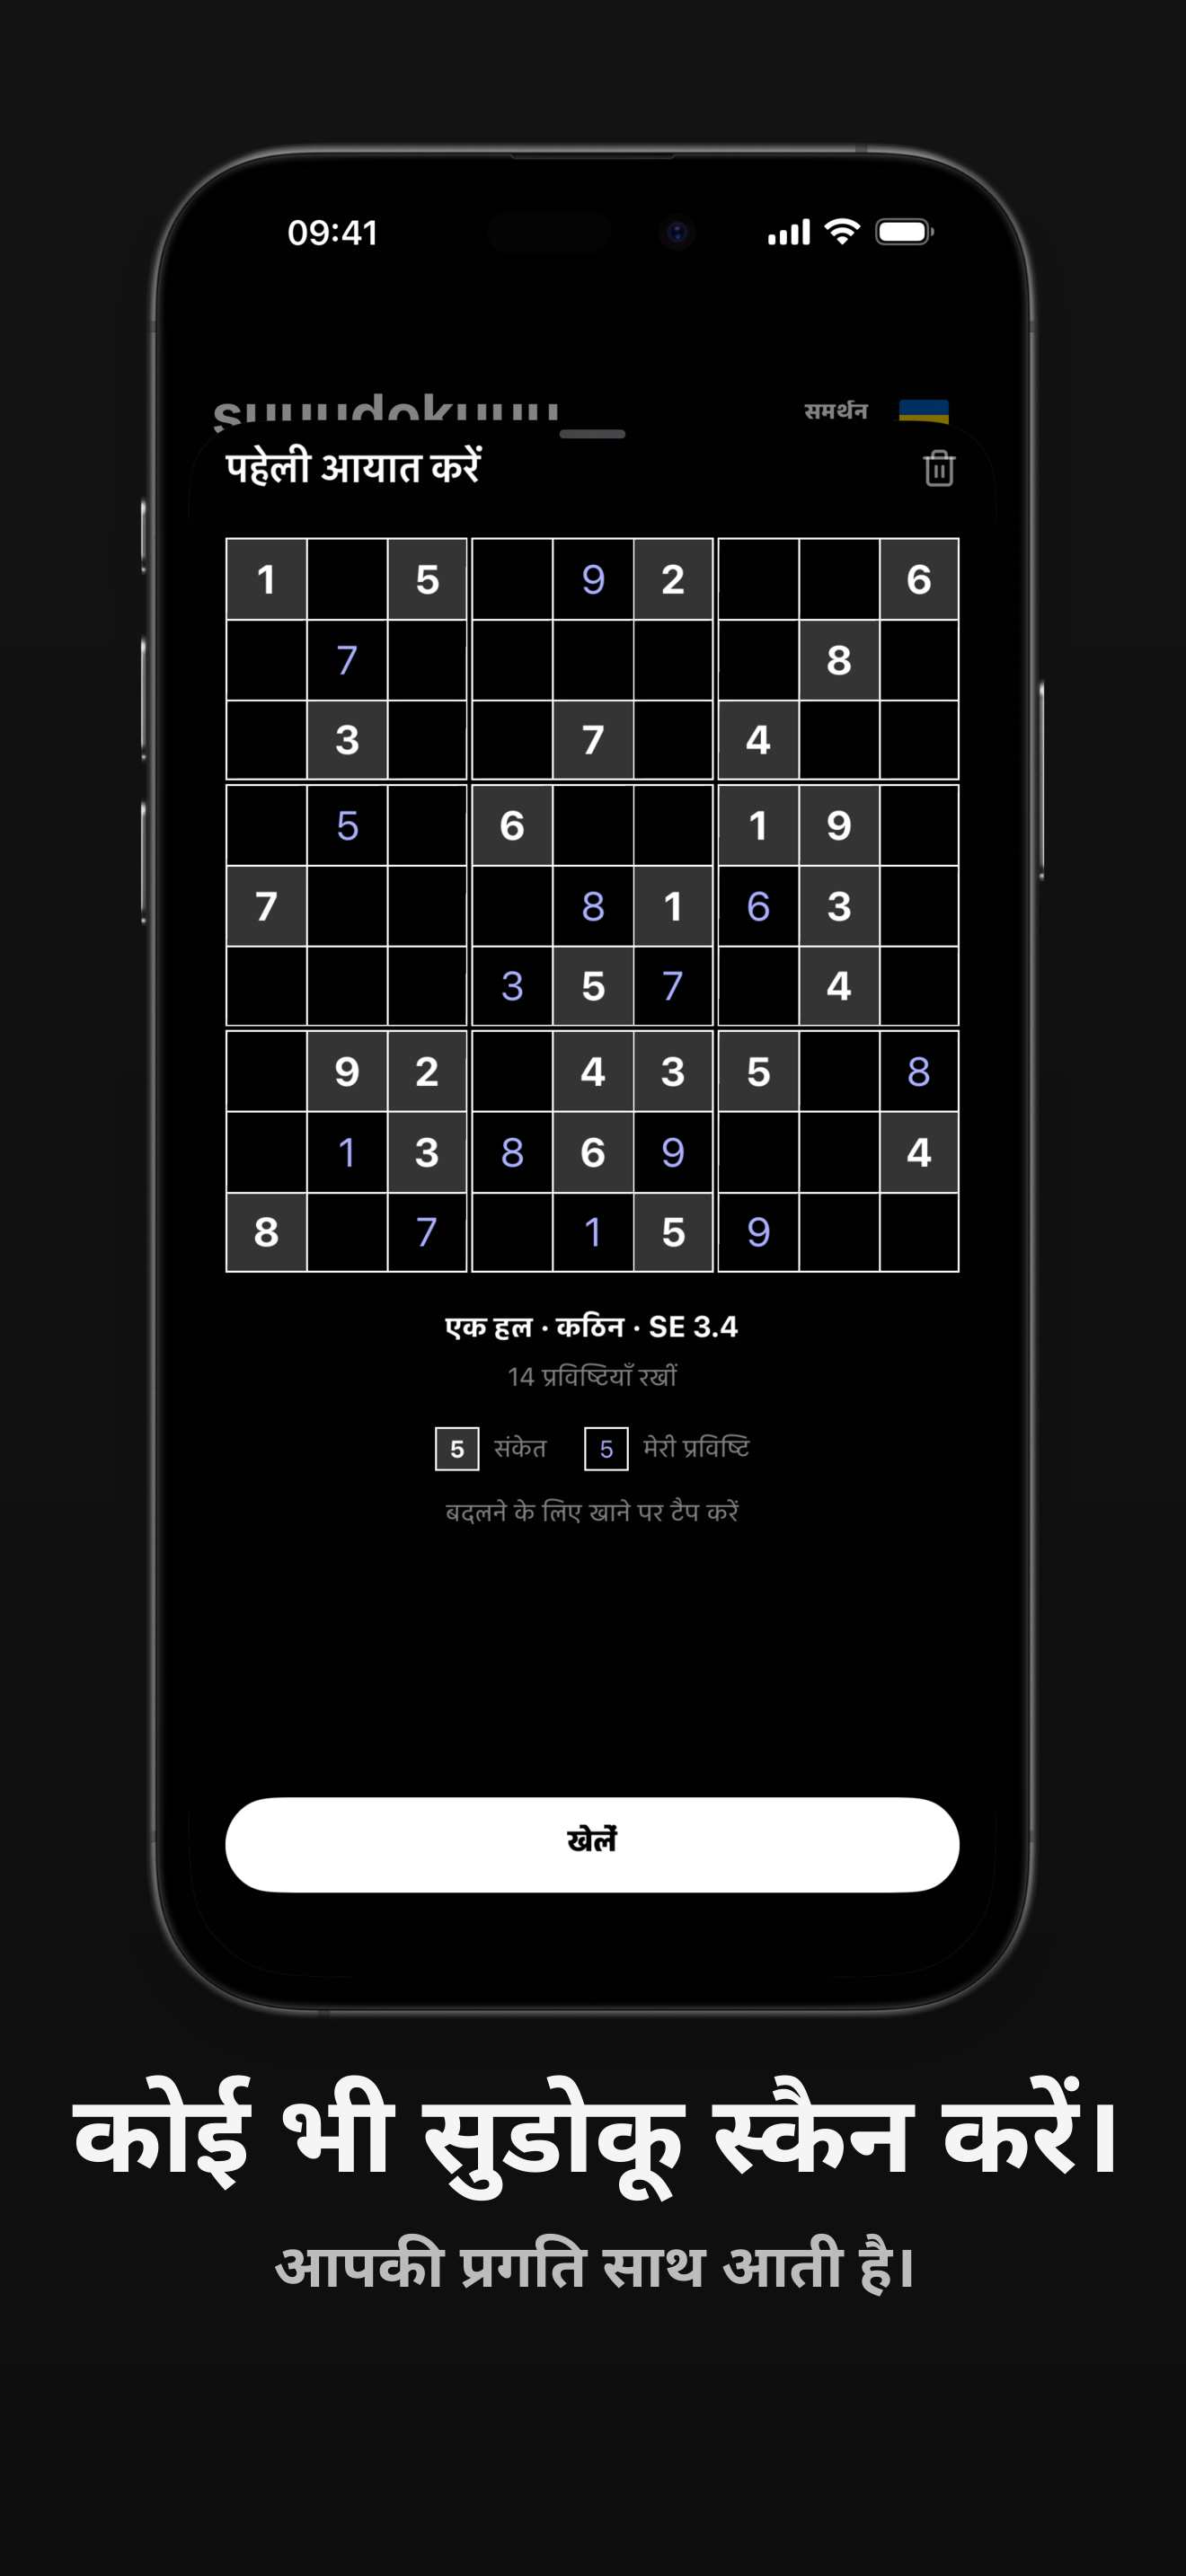 09:41
suuudokuuu
समर्थन
पहेली आयात करें
1 5 9 2 6
7 8
3 7 4
5 6 1 9
7 8 1 6 3
3 5 7 4
9 2 4 3 5 8
1 3 8 6 9 4
8 7 1 5 9
एक हल · कठिन · SE 3.4
14 प्रविष्टियाँ रखीं
5 संकेत 5 मेरी प्रविष्टि
बदलने के लिए खाने पर टैप करें
खेलें
कोई भी सुडोकू स्कैन करें।
आपकी प्रगति साथ आती है।